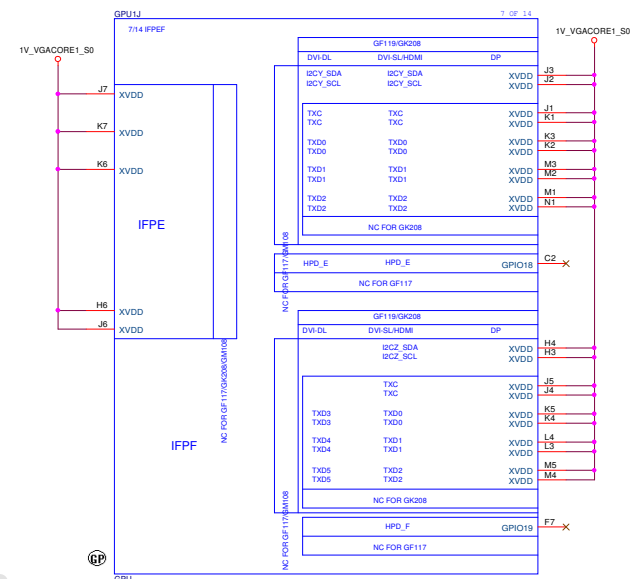 GPU1J
7 OF 14
7/14 IFPEF
1V_VGACORE1_S0
1V_VGACORE1_S0
GF119/GK208
DVI-DL DVI-SL/HDMI DP
I2CY_SDA I2CY_SDA XVDD J3
I2CY_SCL I2CY_SCL XVDD J2
J7 XVDD
TXC TXC XVDD J1
TXC TXC XVDD K1
K7 XVDD
TXD0 TXD0 XVDD K3
TXD0 TXD0 XVDD K2
K6 XVDD
TXD1 TXD1 XVDD M3
TXD1 TXD1 XVDD M2
TXD2 TXD2 XVDD M1
TXD2 TXD2 XVDD N1
IFPE
NC FOR GK208
HPD_E HPD_E GPIO18 C2
NC FOR GF117
NC FOR GF117/GM108
H6 XVDD
J6 XVDD
GF119/GK208
DVI-DL DVI-SL/HDMI DP
I2CZ_SDA XVDD H4
I2CZ_SCL XVDD H3
NC FOR GF117/GK208/GM108
TXC XVDD J5
TXC XVDD J4
TXD3 TXD0 XVDD K5
TXD3 TXD0 XVDD K4
IFPF
TXD4 TXD1 XVDD L4
TXD4 TXD1 XVDD L3
TXD5 TXD2 XVDD M5
TXD5 TXD2 XVDD M4
NC FOR GK208
HPD_F GPIO19 F7
NC FOR GF117
NC FOR GF117/GM108
GP
GPU